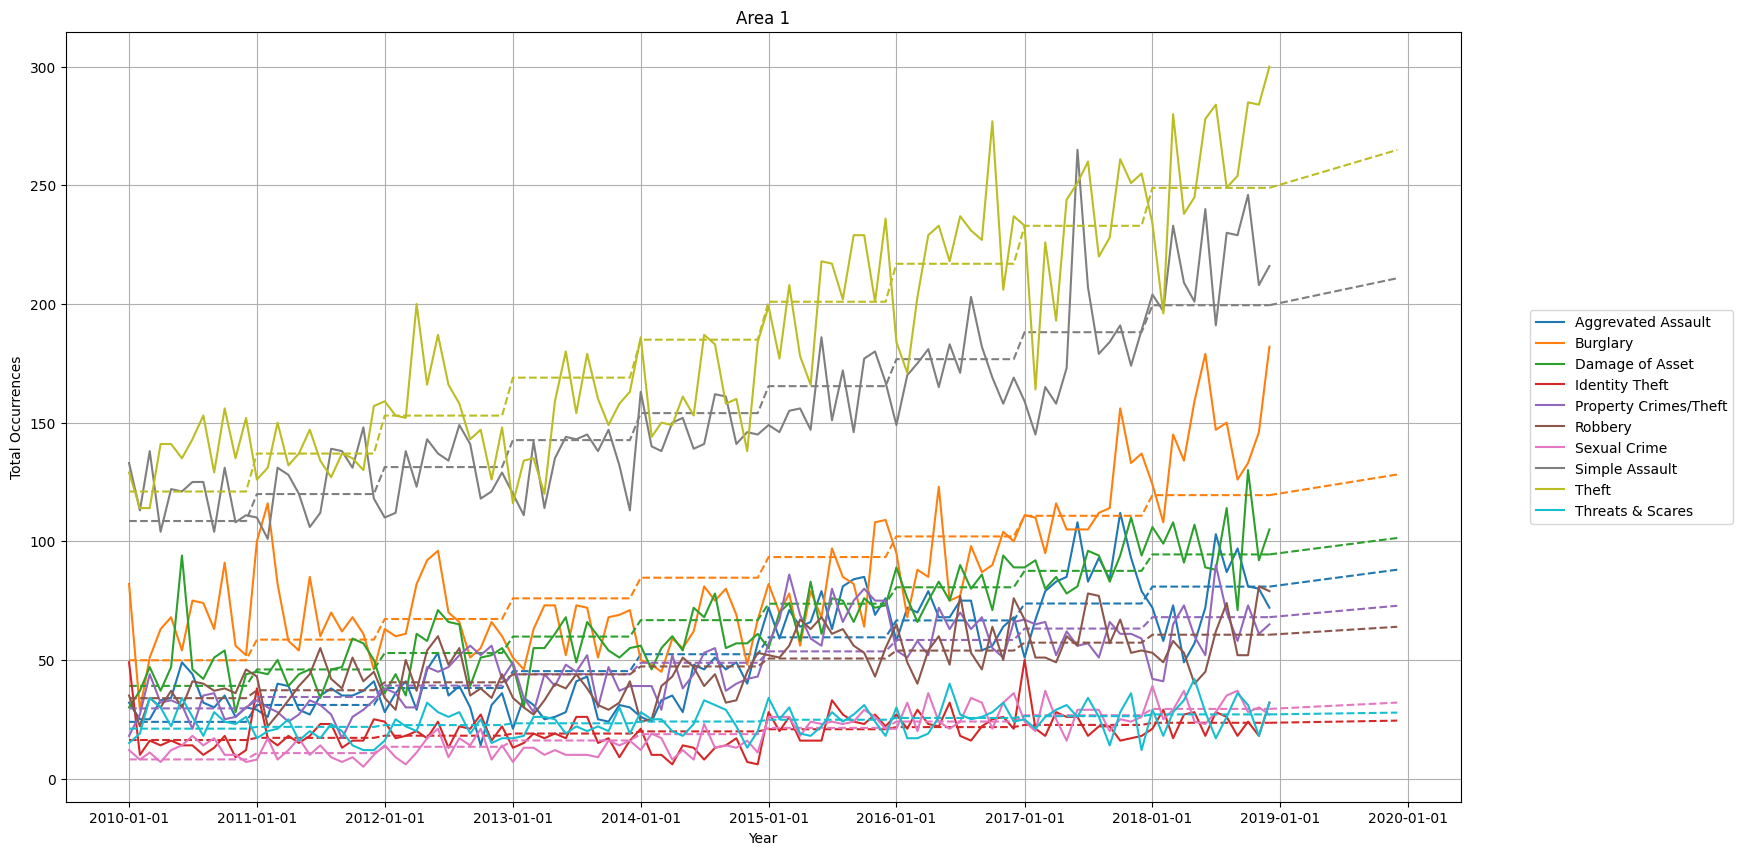 Area 1
Total Occurrences
300
250
200
150
100
50
0
2010-01-01
2011-01-01
2012-01-01
2013-01-01
2014-01-01
2015-01-01
2016-01-01
2017-01-01
2018-01-01
2019-01-01
2020-01-01
Year
Aggrevated Assault
Burglary
Damage of Asset
Identity Theft
Property Crimes/Theft
Robbery
Sexual Crime
Simple Assault
Theft
Threats & Scares